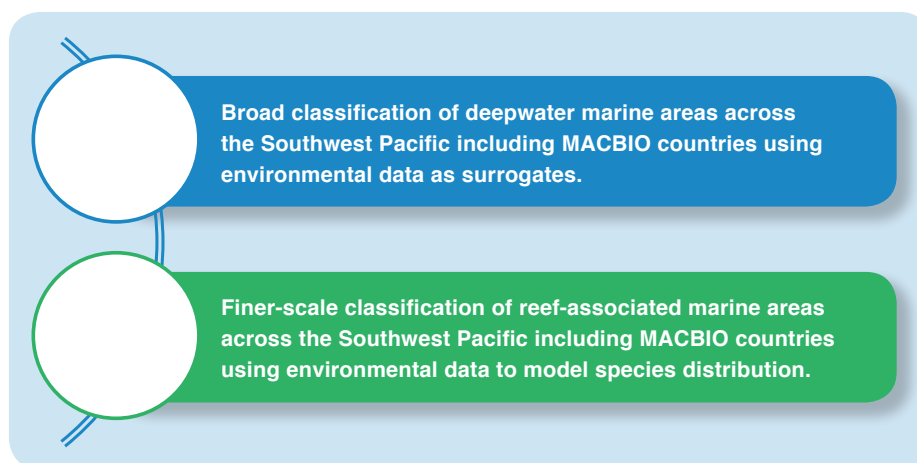 Broad classification of deepwater marine areas across
the Southwest Pacific including MACBIO countries using
environmental data as surrogates.
Finer-scale classification of reef-associated marine areas
across the Southwest Pacific including MACBIO countries
using environmental data to model species distribution.